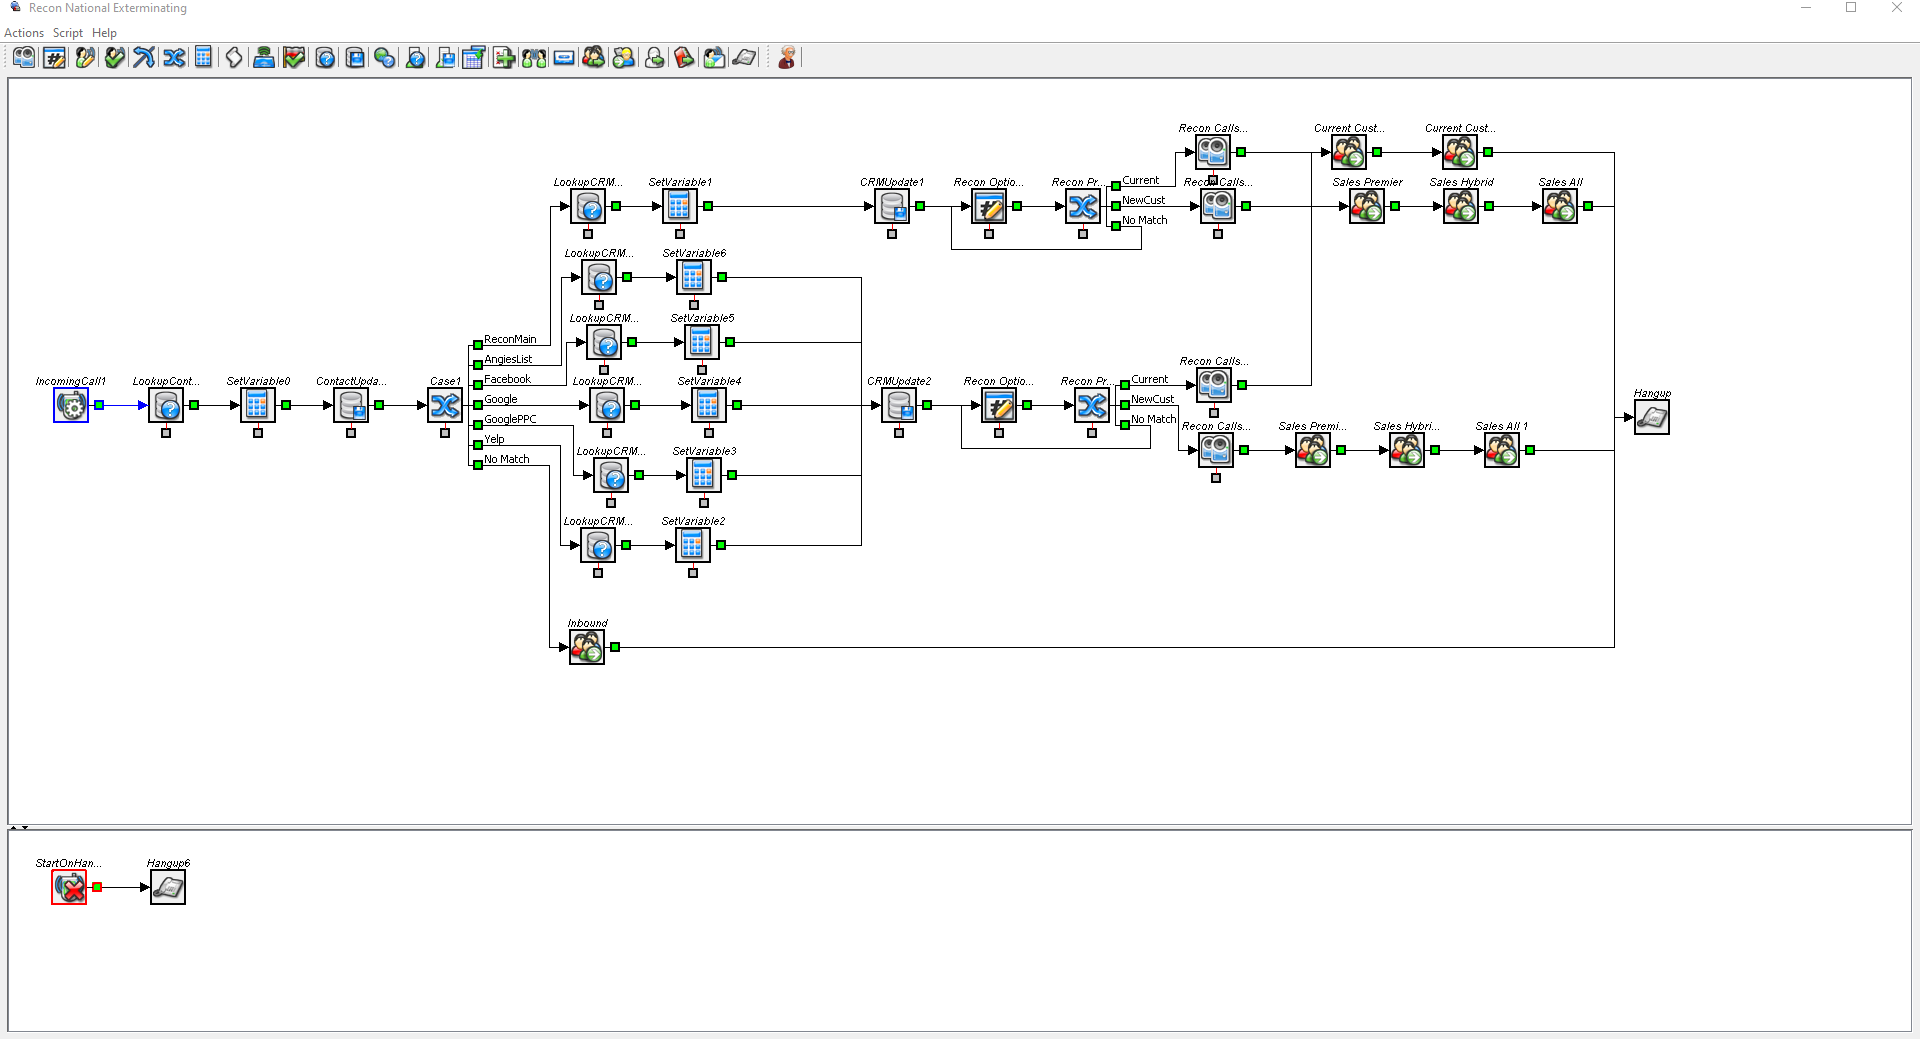 Recon National Exterminating
Actions Script Help
Recon Calls...
Current Cust...
Current Cust...
LookupCRM...
SetVariable1
CRMUpdate1
Recon Optio...
Recon Pr...
Current
NewCust
No Match
Recon Calls...
Sales Premier
Sales Hybrid
Sales All
LookupCRM...
SetVariable6
LookupCRM...
SetVariable5
IncomingCall1
LookupCont...
SetVariable0
ContactUpda...
Case1
ReconMain
AngiesList
Facebook
Google
GooglePPC
Yelp
No Match
LookupCRM...
SetVariable4
CRMUpdate2
Recon Optio...
Recon Pr...
Current
NewCust
No Match
Recon Calls...
Recon Calls...
Sales Premi...
Sales Hybri...
Sales All 1
Hangup
LookupCRM...
SetVariable3
LookupCRM...
SetVariable2
Inbound
StartOnHan...
Hangup6